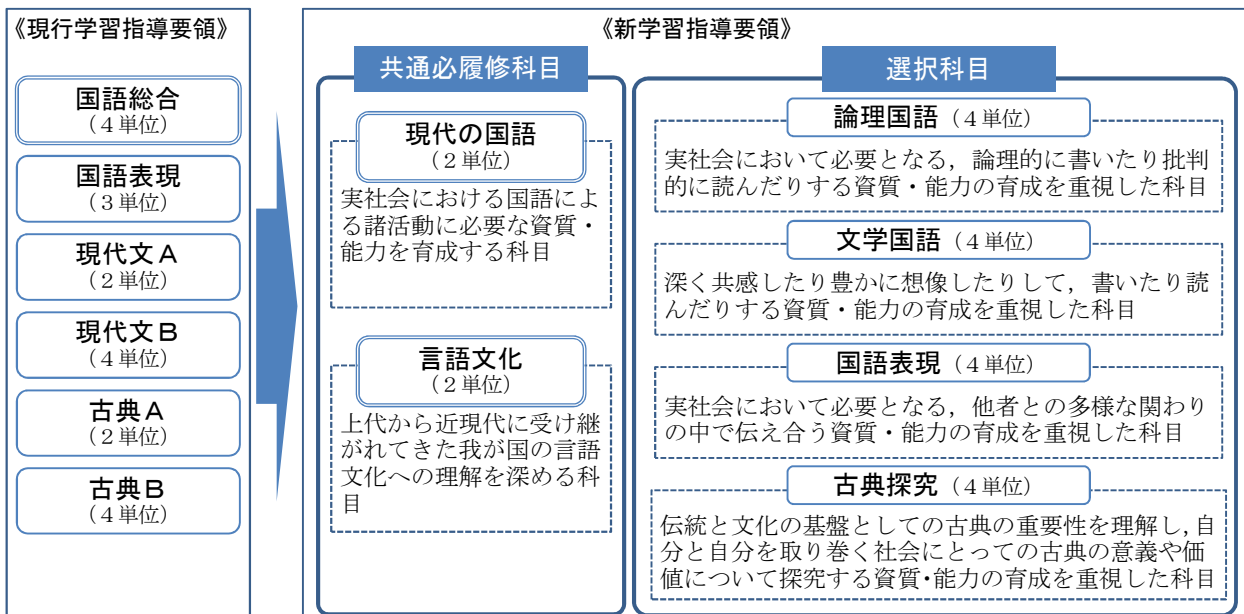 《現行学習指導要領》
国語総合
（４単位）
国語表現
（３単位）
現代文Ａ
（２単位）
現代文Ｂ
（４単位）
古典Ａ
（２単位）
古典Ｂ
（４単位）
《新学習指導要領》
共通必履修科目
現代の国語
（２単位）
実社会における国語によ
る諸活動に必要な資質・
能力を育成する科目
言語文化
（２単位）
上代から近現代に受け継
がれてきた我が国の言語
文化への理解を深める科
目
選択科目
論理国語（４単位）
実社会において必要となる，論理的に書いたり批判
的に読んだりする資質・能力の育成を重視した科目
文学国語（４単位）
深く共感したり豊かに想像したりして，書いたり読
んだりする資質・能力の育成を重視した科目
国語表現（４単位）
実社会において必要となる，他者との多様な関わり
の中で伝え合う資質・能力の育成を重視した科目
古典探究（４単位）
伝統と文化の基盤としての古典の重要性を理解し，自
分と自分を取り巻く社会にとっての古典の意義や価
値について探究する資質・能力の育成を重視した科目